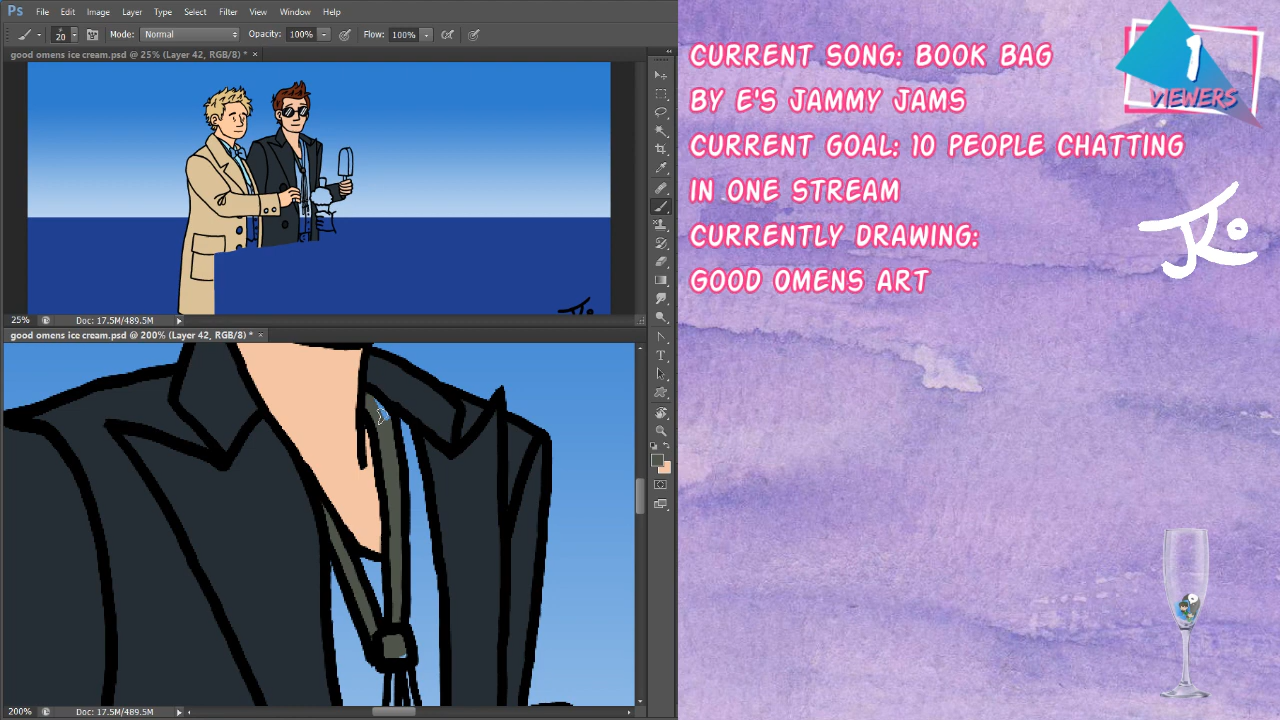 Ps File Edit Image Layer Type Select Filter View Window Help
20 Mode: Normal Opacity: 100% Flow: 100%
good omens ice cream.psd @ 25% (Layer 42, RGB/8) * ×
25% Doc: 17.5M/489.5M
good omens ice cream.psd @ 200% (Layer 42, RGB/8) * ×
200% Doc: 17.5M/489.5M
CURRENT SONG: BOOK BAG
BY E'S JAMMY JAMS
CURRENT GOAL: 10 PEOPLE CHATTING
IN ONE STREAM
CURRENTLY DRAWING:
GOOD OMENS ART
1
VIEWERS